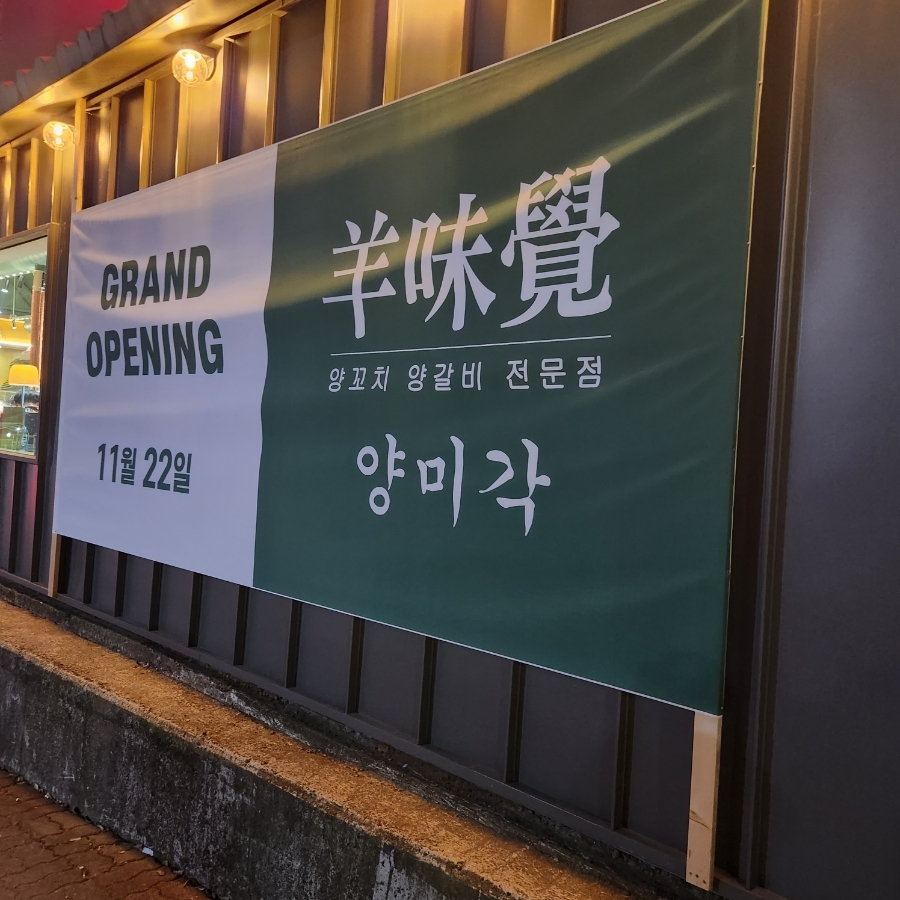 GRAND
OPENING
11월 22일
羊味覺
양꼬치 양갈비 전문점
양미각